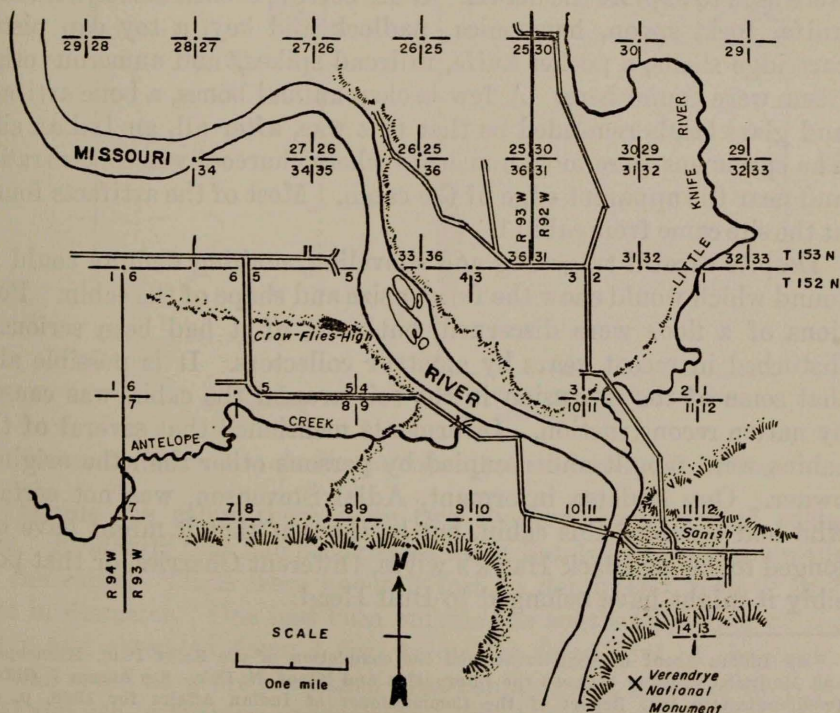 29 28 28 27 27 26 26 25 25 30 30 29
MISSOURI
RIVER
34
27 26 26 25 25 30 30 29 29
34 35 36 36 31 31 32 32 33
R 93 W R 92 W
LITTLE KNIFE
33 36 36 31 31 32 32 33 T 153 N
1 6 6 5 5 4 3 3 2 1 T 152 N
Crow-Flies-High
RIVER
1 6 5 5 4 3 2 1
7 8 9 10 11 11 12
ANTELOPE CREEK
7 7 8 8 9 9 10 10 11 11 12
Sanish
R 94 W R 93 W
N
SCALE
One mile
14 13
Verendrye
National
Monument